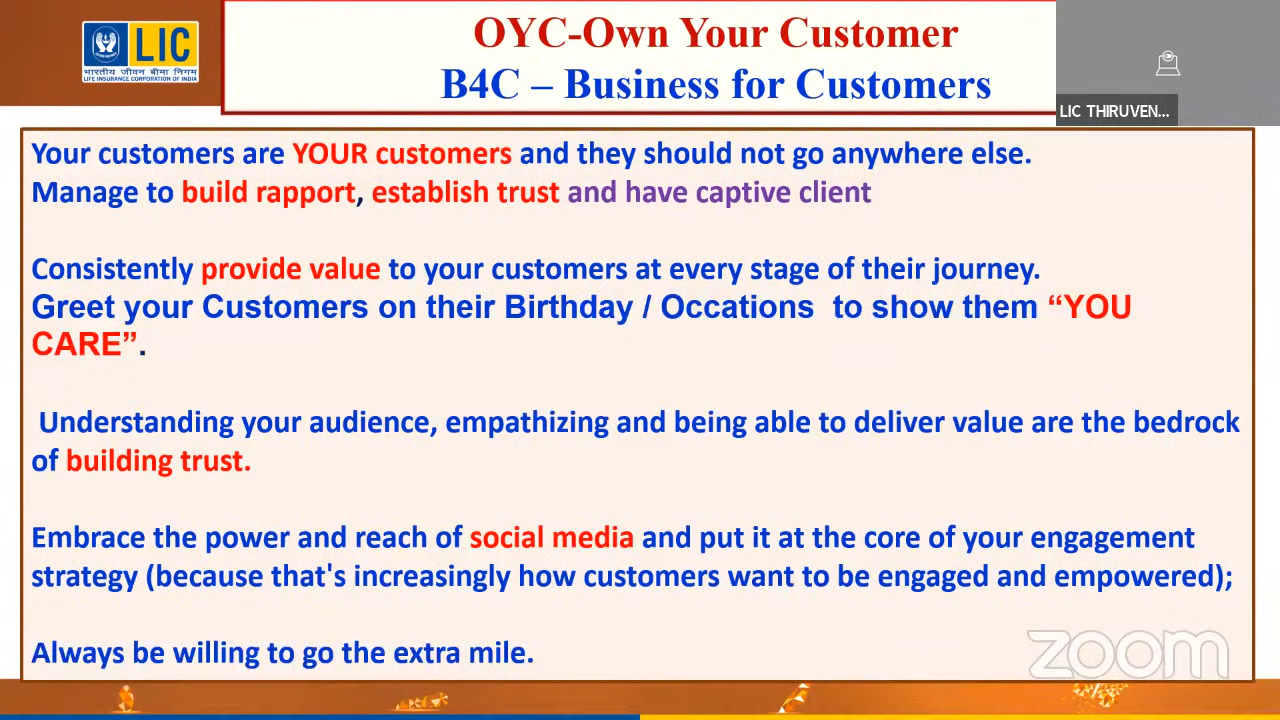 LIC
भारतीय जीवन बीमा निगम
LIFE INSURANCE CORPORATION OF INDIA
OYC-Own Your Customer
B4C – Business for Customers
LIC THIRUVEN...
Your customers are YOUR customers and they should not go anywhere else.
Manage to build rapport, establish trust and have captive client
Consistently provide value to your customers at every stage of their journey.
Greet your Customers on their Birthday / Occations  to show them “YOU
CARE”.
Understanding your audience, empathizing and being able to deliver value are the bedrock
of building trust.
Embrace the power and reach of social media and put it at the core of your engagement
strategy (because that's increasingly how customers want to be engaged and empowered);
Always be willing to go the extra mile.
zoom